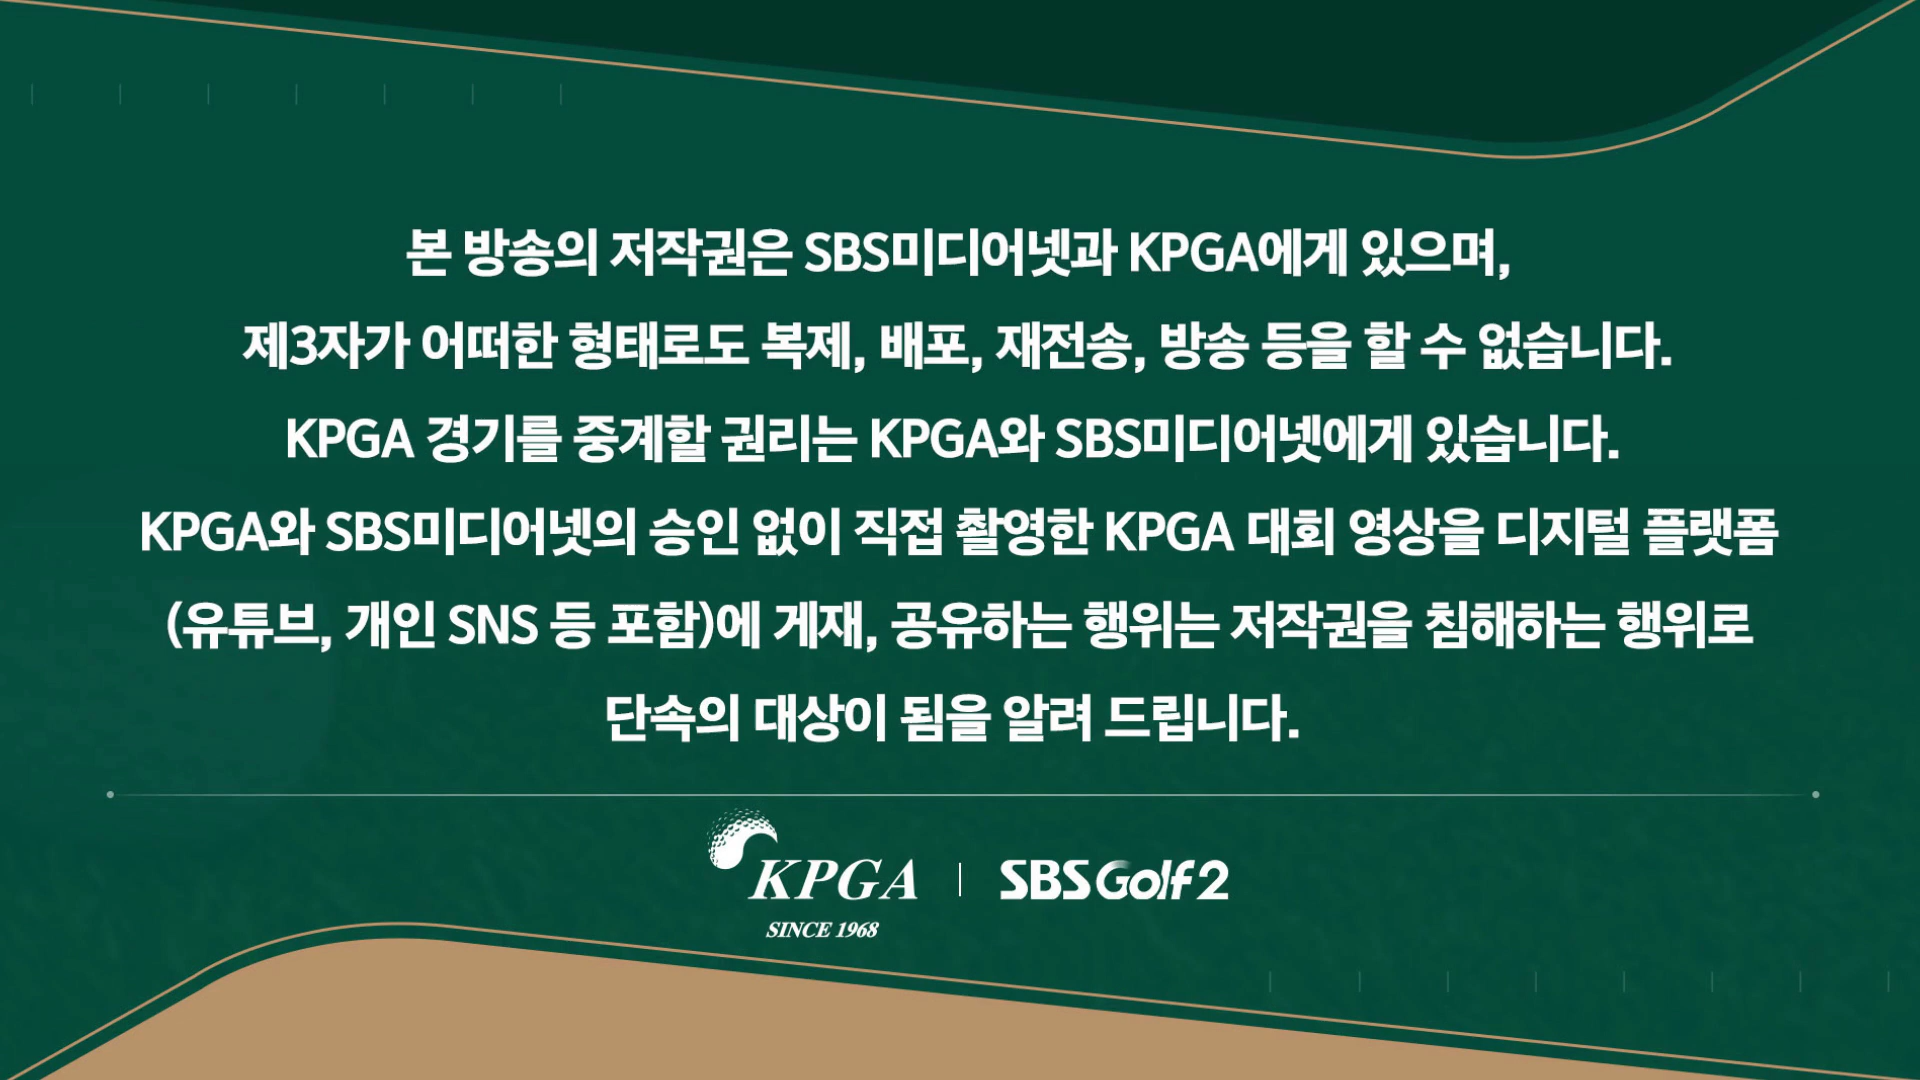 본 방송의 저작권은 SBS미디어넷과 KPGA에게 있으며,
제3자가 어떠한 형태로도 복제, 배포, 재전송, 방송 등을 할 수 없습니다.
KPGA 경기를 중계할 권리는 KPGA와 SBS미디어넷에게 있습니다.
KPGA와 SBS미디어넷의 승인 없이 직접 촬영한 KPGA 대회 영상을 디지털 플랫폼
(유튜브, 개인 SNS 등 포함)에 게재, 공유하는 행위는 저작권을 침해하는 행위로
단속의 대상이 됨을 알려 드립니다.
KPGA
SINCE 1968
SBS Golf 2